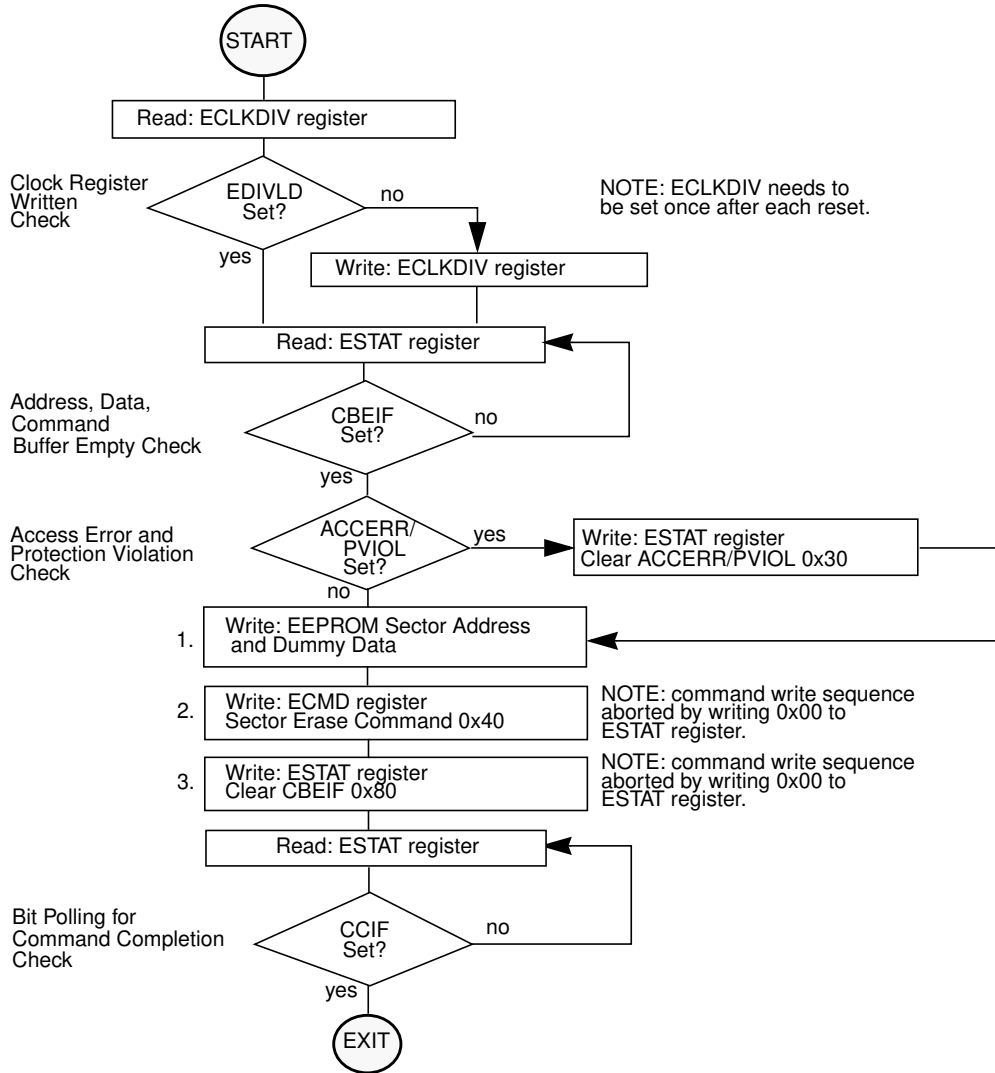 START
Read: ECLKDIV register
Clock Register
Written
Check
EDIVLD
Set?
no
yes
NOTE: ECLKDIV needs to
be set once after each reset.
Write: ECLKDIV register
Read: ESTAT register
Address, Data,
Command
Buffer Empty Check
CBEIF
Set?
no
yes
Access Error and
Protection Violation
Check
ACCERR/
PVIOL
Set?
yes
no
Write: ESTAT register
Clear ACCERR/PVIOL 0x30
1.
Write: EEPROM Sector Address
and Dummy Data
2.
Write: ECMD register
Sector Erase Command 0x40
NOTE: command write sequence
aborted by writing 0x00 to
ESTAT register.
3.
Write: ESTAT register
Clear CBEIF 0x80
NOTE: command write sequence
aborted by writing 0x00 to
ESTAT register.
Read: ESTAT register
Bit Polling for
Command Completion
Check
CCIF
Set?
no
yes
EXIT